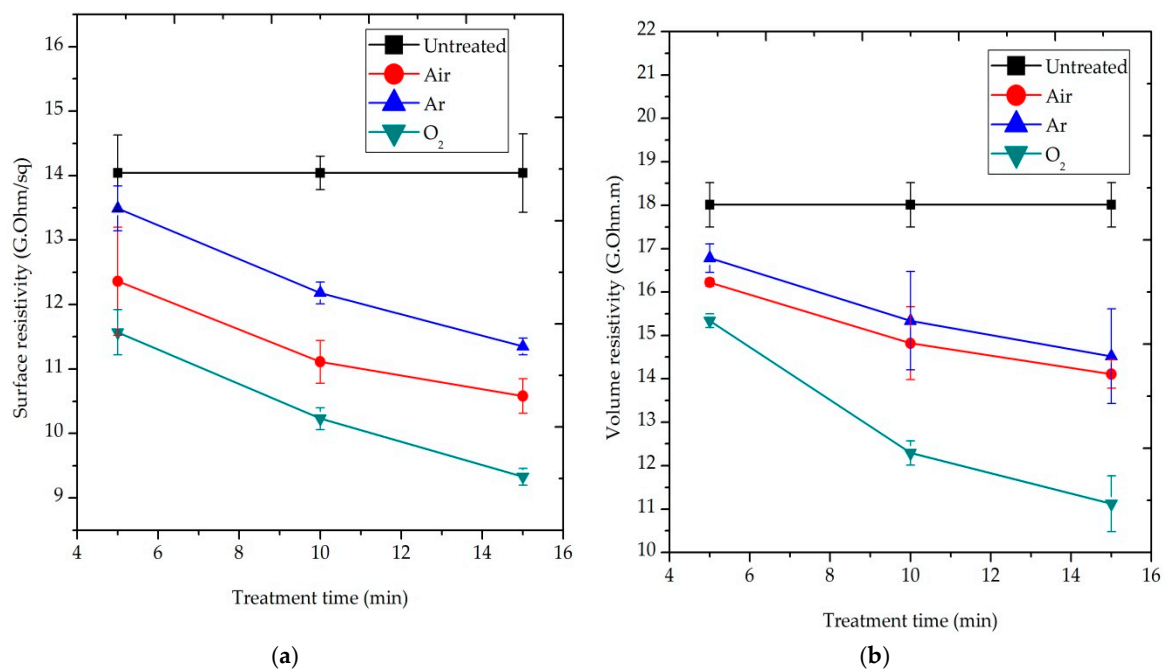 16
15
14
13
12
11
10
9
Surface resistivity (G.Ohm/sq)
Untreated
Air
Ar
O2
4 6 8 10 12 14 16
Treatment time (min)
(a)
22
21
20
19
18
17
16
15
14
13
12
11
10
Volume resistivity (G.Ohm.m)
Untreated
Air
Ar
O2
4 6 8 10 12 14 16
Treatment time (min)
(b)